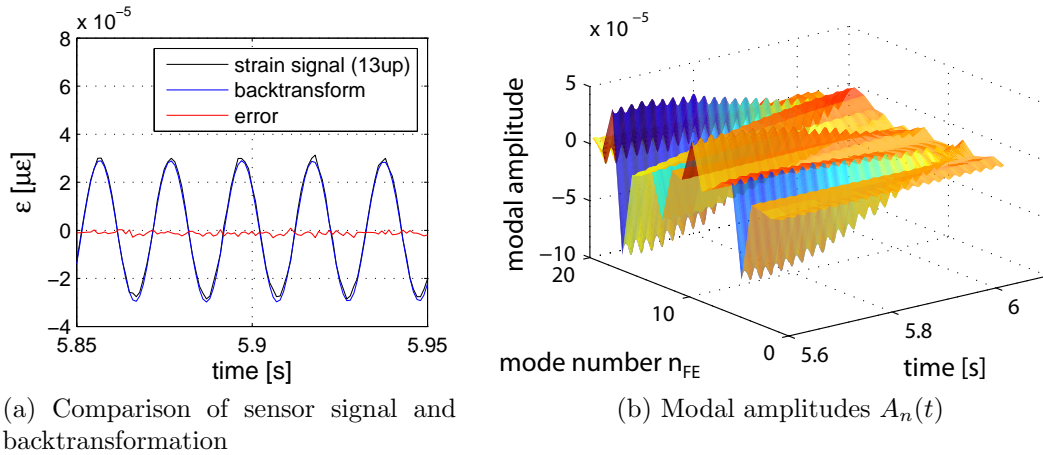 x 10⁻⁵
8
6
4
2
0
−2
−4
ε [με]
strain signal (13up)
backtransform
error
5.85
5.9
5.95
time [s]
(a) Comparison of sensor signal and
backtransformation
x 10⁻⁵
5
0
−5
−10
modal amplitude
20
10
0
mode number n_FE
5.6
5.8
6
time [s]
(b) Modal amplitudes Aₙ(t)